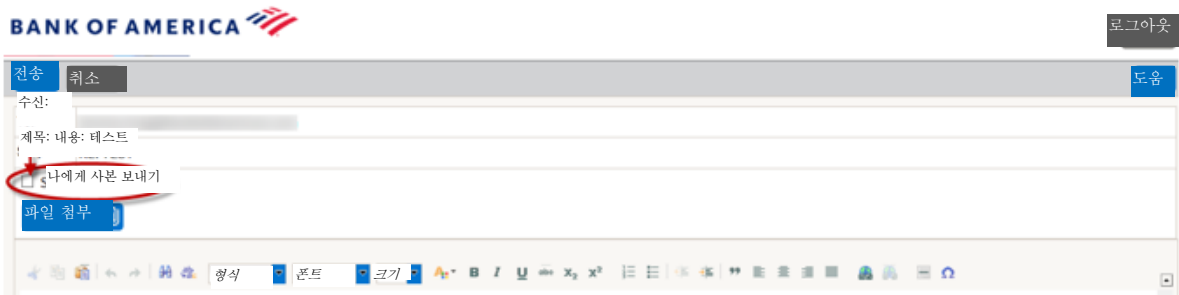 BANK OF AMERICA
로그아웃
전송 취소 도움
수신:
제목: 내용: 테스트
나에게 사본 보내기
파일 첨부
형식 폰트 크기